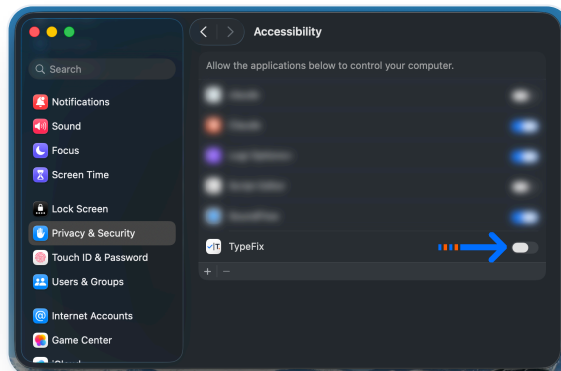 Accessibility
Search
Allow the applications below to control your computer.
Notifications
Sound
Focus
Screen Time
Lock Screen
Privacy & Security
Touch ID & Password
Users & Groups
Internet Accounts
Game Center
iCloud
TypeFix